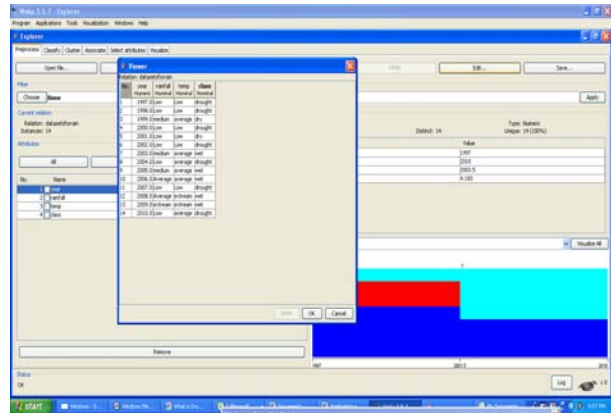 Weka 3.5.7 - Explorer
Program Applications Tools Visualization Windows Help
Explorer
Preprocess Classify Cluster Associate Select attributes Visualize
Open file...
Edit...
Save...
Filter
Choose None
Apply
Current relation
Relation: datasetsforrain
Instances: 14
Type: Numeric
Distinct: 14 Unique: 14 (100%)
Attributes
All
Value
1997
2010
2003.5
4.183
No. Name
1 year
2 rainfall
3 temp
4 class
Viewer
Relation: datasetsforrain
No. year rainfall temp class
Numeric Nominal Nominal Nominal
1 1997.0 Low Low drought
2 1998.0 Low Low drought
3 1999.0 medium average dry
4 2000.0 Low Low drought
5 2001.0 Low Low dry
6 2002.0 Low Low drought
7 2003.0 medium average wet
8 2004.0 Low average drought
9 2005.0 medium average wet
10 2006.0 Average average wet
11 2007.0 Low Low drought
12 2008.0 Average extream wet
13 2009.0 extream extream wet
14 2010.0 Low average drought
Undo OK Cancel
Visualize All
Remove
1997 2003.5 2010
Status
OK
Log x 0
start